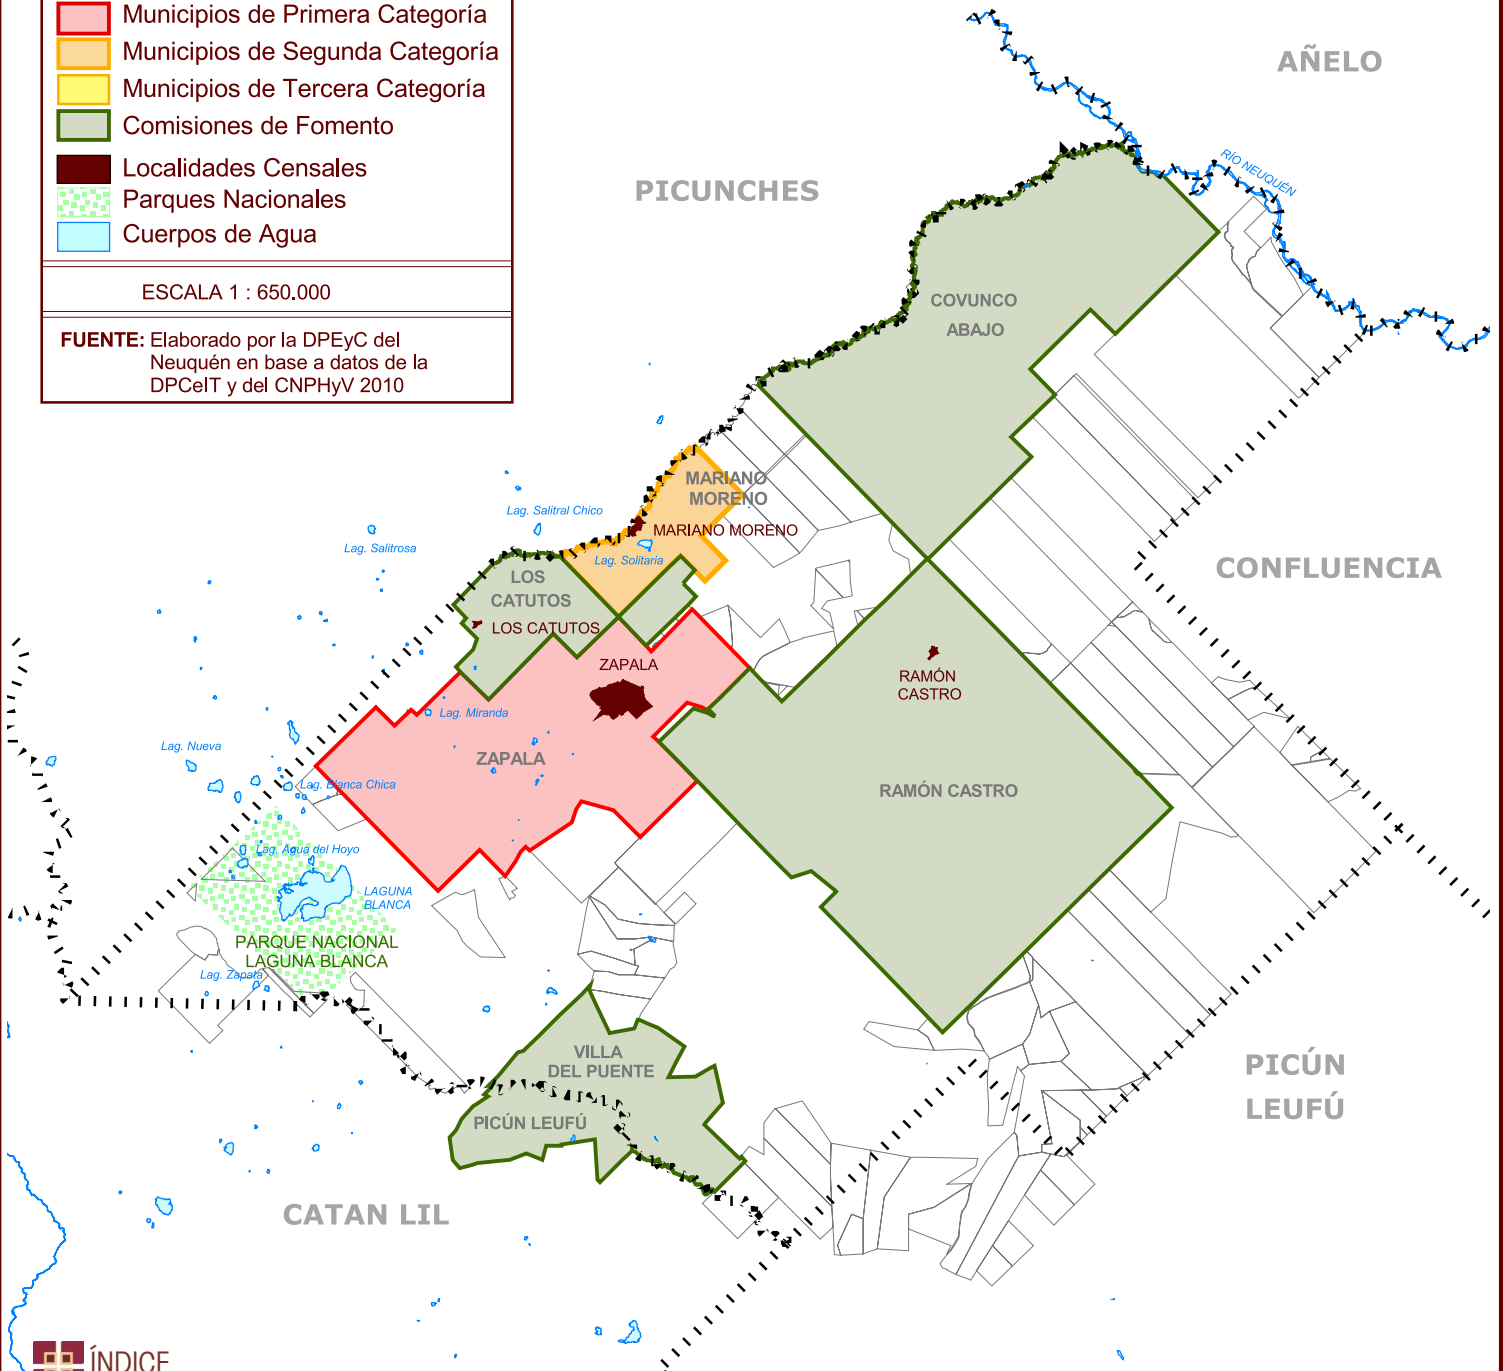 Municipios de Primera Categoría
Municipios de Segunda Categoría
Municipios de Tercera Categoría
Comisiones de Fomento
Localidades Censales
Parques Nacionales
Cuerpos de Agua
ESCALA 1 : 650.000
FUENTE: Elaborado por la DPEyC del
Neuquén en base a datos de la
DPCeIT y del CNPHyV 2010
AÑELO
RÍO NEUQUÉN
PICUNCHES
COVUNCO
ABAJO
MARIANO
MORENO
MARIANO MORENO
Lag. Salitral Chico
Lag. Salitrosa
Lag. Solitaria
CONFLUENCIA
LOS
CATUTOS
LOS CATUTOS
ZAPALA
RAMÓN
CASTRO
Lag. Miranda
Lag. Nueva
ZAPALA
Lag. Blanca Chica
RAMÓN CASTRO
Lag. Agua del Hoyo
LAGUNA
BLANCA
PARQUE NACIONAL
LAGUNA BLANCA
Lag. Zapata
VILLA
DEL PUENTE
PICÚN LEUFÚ
PICÚN
LEUFÚ
CATAN LIL
ÍNDICE